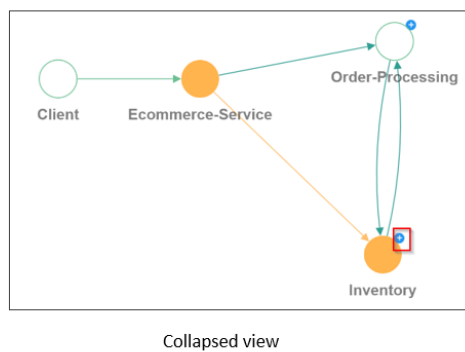 Order-Processing
Client
Ecommerce-Service
Inventory
Collapsed view